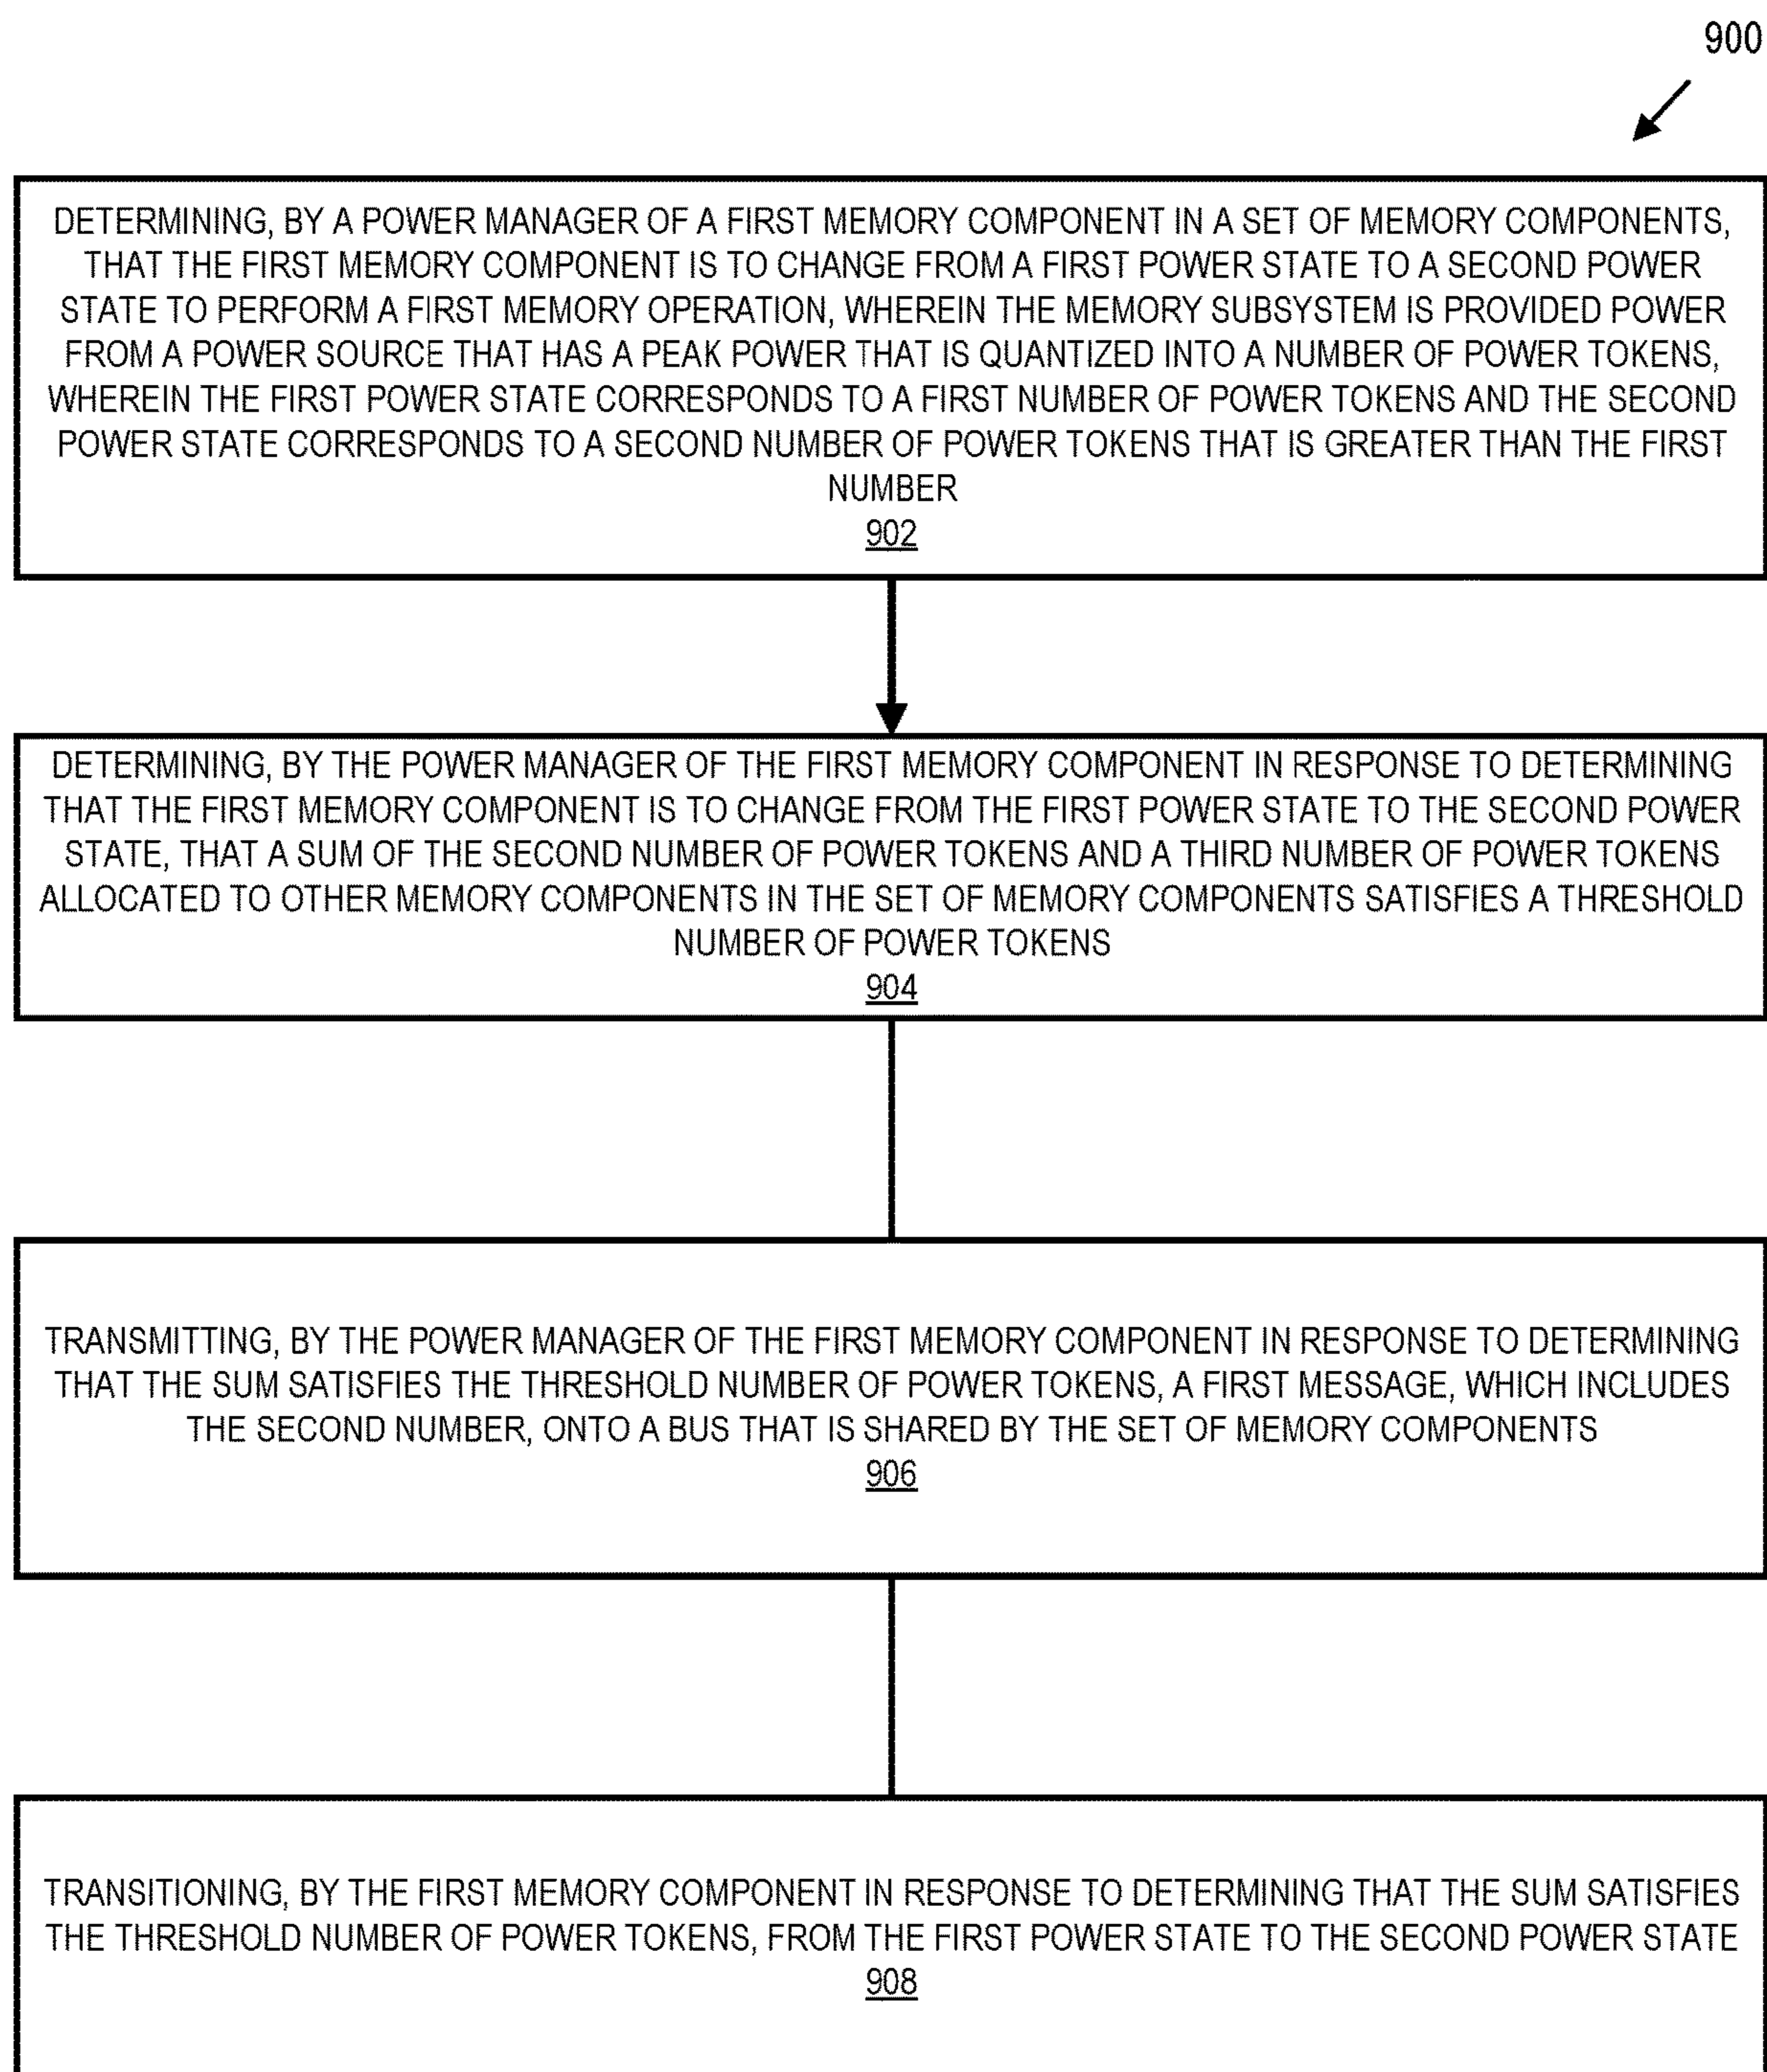 900
DETERMINING, BY A POWER MANAGER OF A FIRST MEMORY COMPONENT IN A SET OF MEMORY COMPONENTS,
THAT THE FIRST MEMORY COMPONENT IS TO CHANGE FROM A FIRST POWER STATE TO A SECOND POWER
STATE TO PERFORM A FIRST MEMORY OPERATION, WHEREIN THE MEMORY SUBSYSTEM IS PROVIDED POWER
FROM A POWER SOURCE THAT HAS A PEAK POWER THAT IS QUANTIZED INTO A NUMBER OF POWER TOKENS,
WHEREIN THE FIRST POWER STATE CORRESPONDS TO A FIRST NUMBER OF POWER TOKENS AND THE SECOND
POWER STATE CORRESPONDS TO A SECOND NUMBER OF POWER TOKENS THAT IS GREATER THAN THE FIRST
NUMBER
902
DETERMINING, BY THE POWER MANAGER OF THE FIRST MEMORY COMPONENT IN RESPONSE TO DETERMINING
THAT THE FIRST MEMORY COMPONENT IS TO CHANGE FROM THE FIRST POWER STATE TO THE SECOND POWER
STATE, THAT A SUM OF THE SECOND NUMBER OF POWER TOKENS AND A THIRD NUMBER OF POWER TOKENS
ALLOCATED TO OTHER MEMORY COMPONENTS IN THE SET OF MEMORY COMPONENTS SATISFIES A THRESHOLD
NUMBER OF POWER TOKENS
904
TRANSMITTING, BY THE POWER MANAGER OF THE FIRST MEMORY COMPONENT IN RESPONSE TO DETERMINING
THAT THE SUM SATISFIES THE THRESHOLD NUMBER OF POWER TOKENS, A FIRST MESSAGE, WHICH INCLUDES
THE SECOND NUMBER, ONTO A BUS THAT IS SHARED BY THE SET OF MEMORY COMPONENTS
906
TRANSITIONING, BY THE FIRST MEMORY COMPONENT IN RESPONSE TO DETERMINING THAT THE SUM SATISFIES
THE THRESHOLD NUMBER OF POWER TOKENS, FROM THE FIRST POWER STATE TO THE SECOND POWER STATE
908